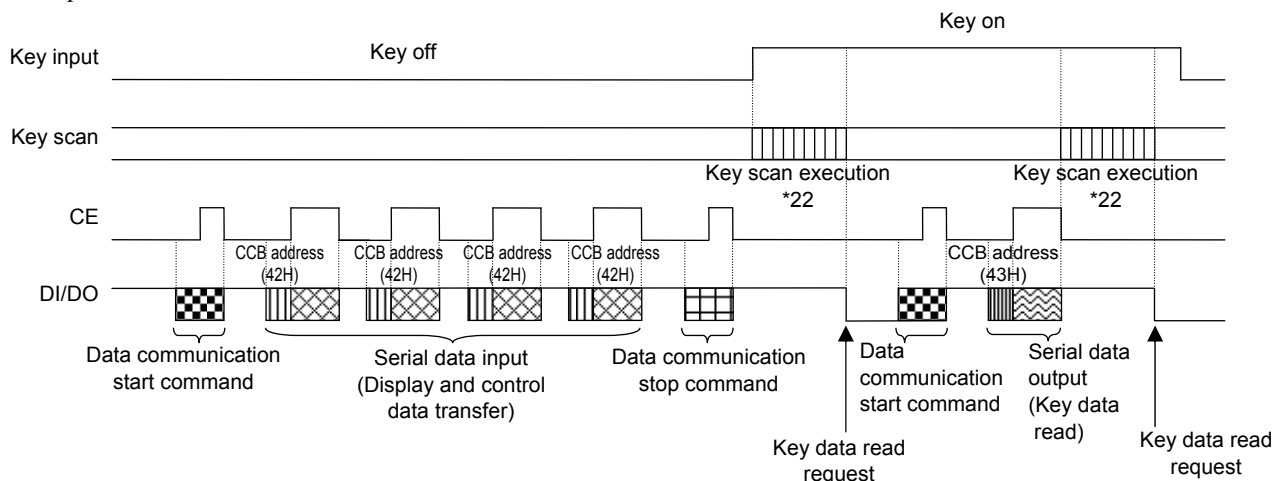 Key on
Key off
Key input
Key scan
Key scan execution
*22
Key scan execution
*22
CE
CCB address
(42H)
CCB address
(42H)
CCB address
(42H)
CCB address
(42H)
CCB address
(43H)
DI/DO
Data communication
start command
Serial data input
(Display and control
data transfer)
Data communication
stop command
Data
communication
start command
Serial data
output
(Key data
read)
Key data read
request
Key data read
request